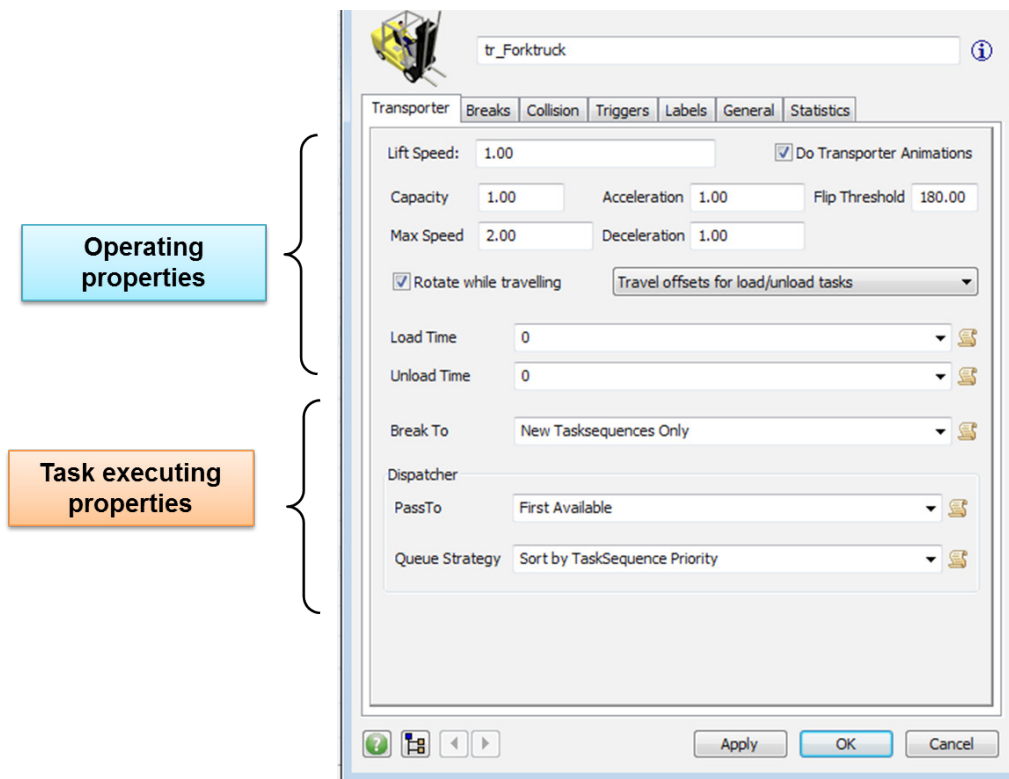 tr_Forktruck
Transporter Breaks Collision Triggers Labels General Statistics
Lift Speed: 1.00 Do Transporter Animations
Capacity 1.00 Acceleration 1.00 Flip Threshold 180.00
Max Speed 2.00 Deceleration 1.00
Operating
properties
Rotate while travelling Travel offsets for load/unload tasks
Load Time 0
Unload Time 0
Break To New Tasksequences Only
Task executing
properties
Dispatcher
PassTo First Available
Queue Strategy Sort by TaskSequence Priority
Apply OK Cancel